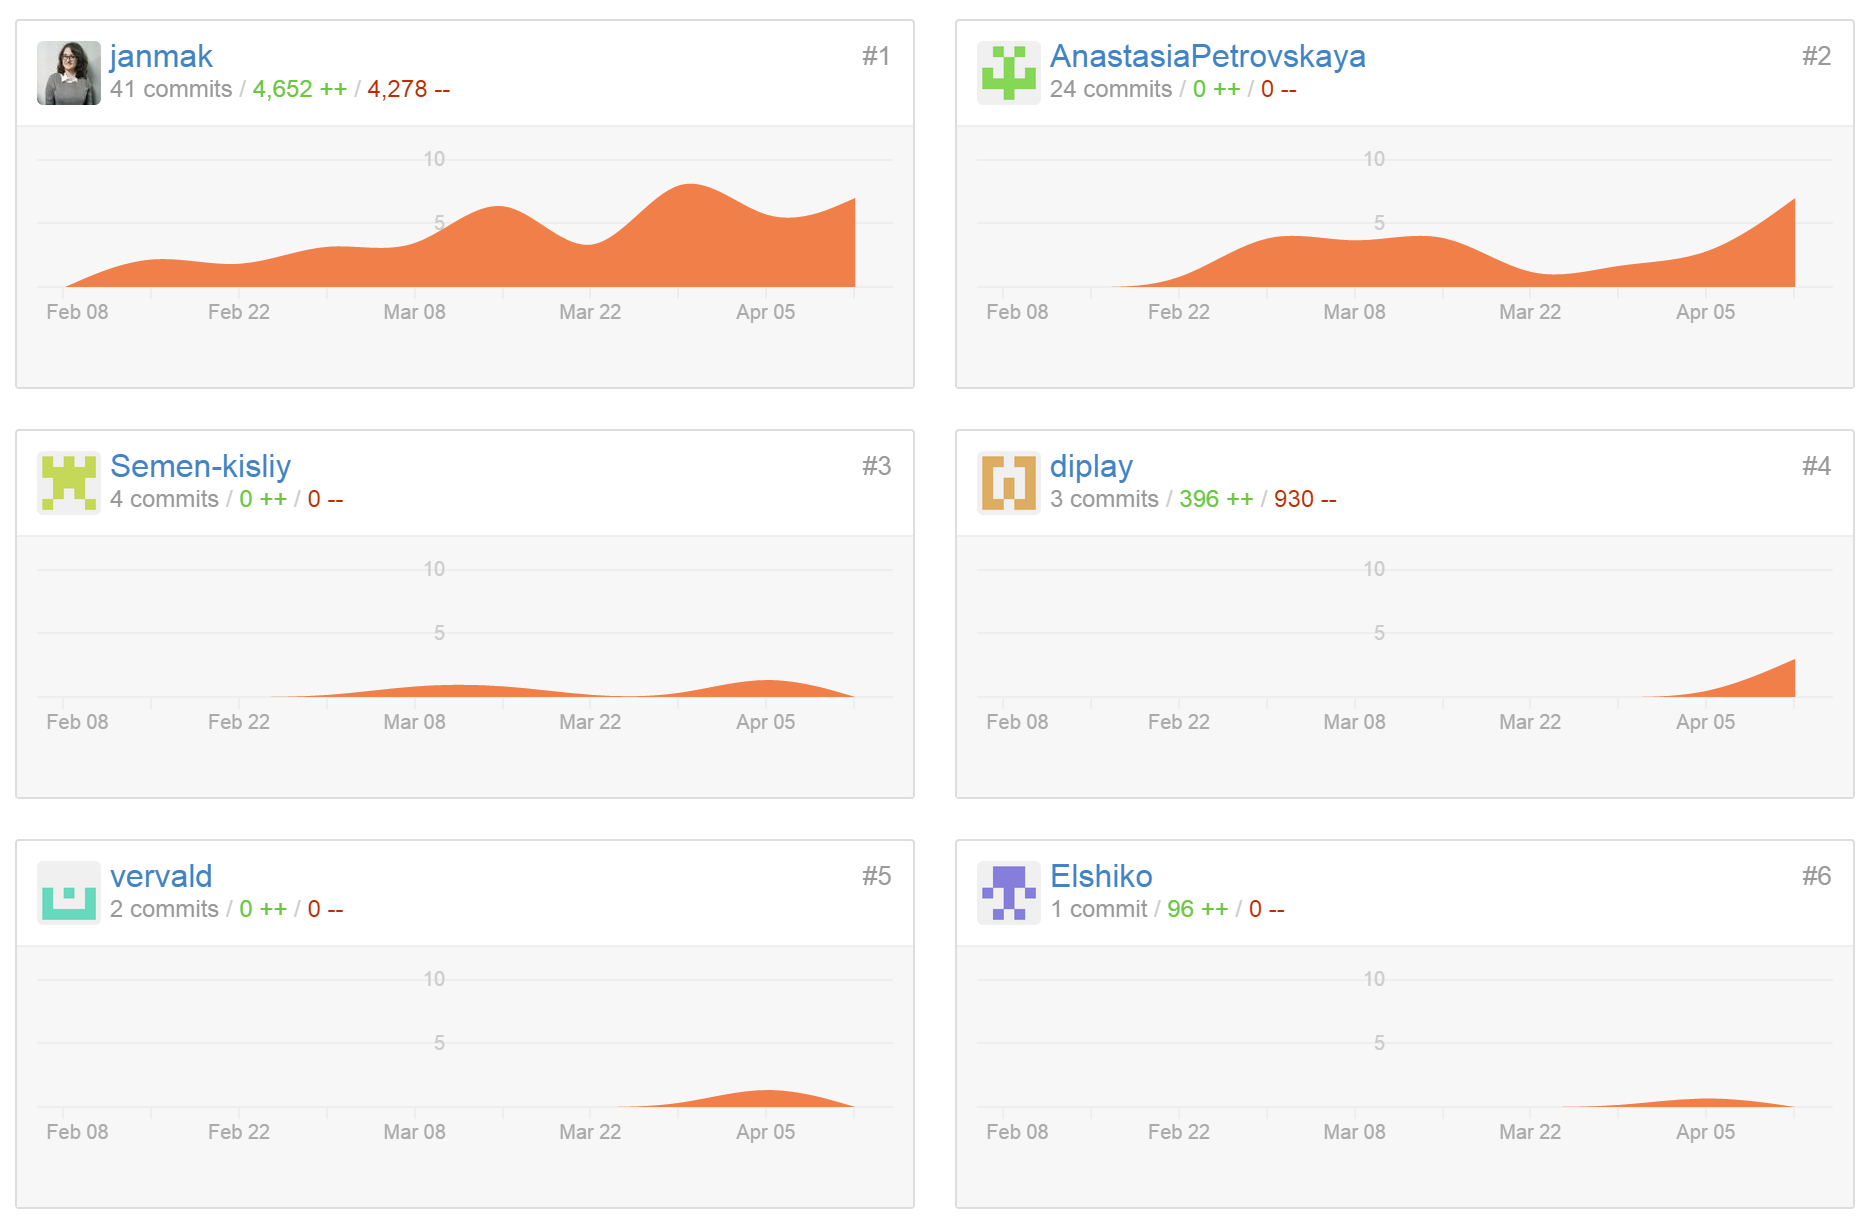 janmak
#1
41 commits / 4,652 ++ / 4,278 --
10
5
Feb 08 Feb 22 Mar 08 Mar 22 Apr 05
AnastasiaPetrovskaya
#2
24 commits / 0 ++ / 0 --
10
5
Feb 08 Feb 22 Mar 08 Mar 22 Apr 05
Semen-kisliy
#3
4 commits / 0 ++ / 0 --
10
5
Feb 08 Feb 22 Mar 08 Mar 22 Apr 05
diplay
#4
3 commits / 396 ++ / 930 --
10
5
Feb 08 Feb 22 Mar 08 Mar 22 Apr 05
vervald
#5
2 commits / 0 ++ / 0 --
10
5
Feb 08 Feb 22 Mar 08 Mar 22 Apr 05
Elshiko
#6
1 commit / 96 ++ / 0 --
10
5
Feb 08 Feb 22 Mar 08 Mar 22 Apr 05